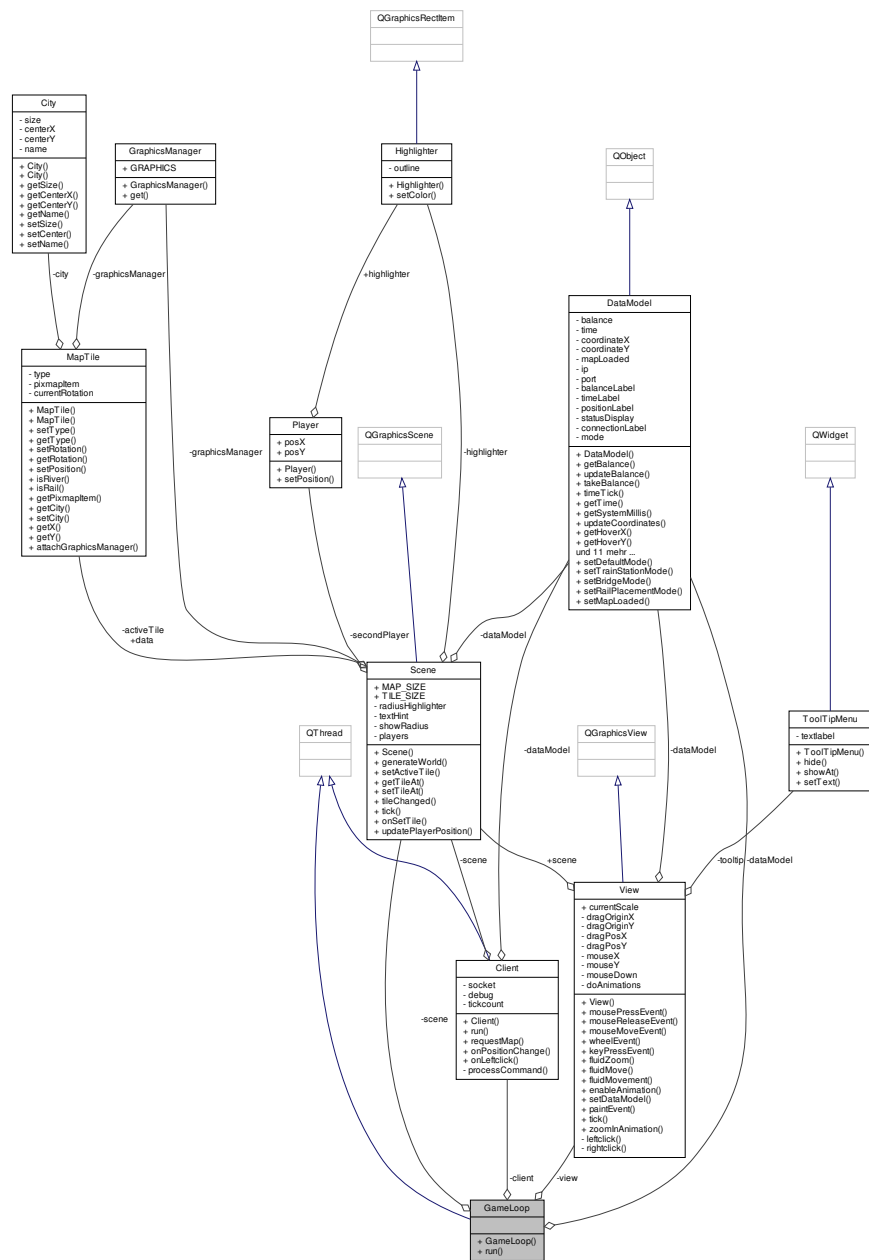 QGraphicsRectItem
City
- size
- centerX
- centerY
- name
+ City()
+ City()
+ getSize()
+ getCenterX()
+ getCenterY()
+ getName()
+ setSize()
+ setCenter()
+ setName()
GraphicsManager
+ GRAPHICS
+ GraphicsManager()
+ get()
Highlighter
- outline
+ Highlighter()
+ setColor()
QObject
-city
-graphicsManager
+highlighter
DataModel
- balance
- time
- coordinateX
- coordinateY
- mapLoaded
- ip
- port
- balanceLabel
- timeLabel
- positionLabel
- statusDisplay
- connectionLabel
- mode
+ DataModel()
+ getBalance()
+ updateBalance()
+ takeBalance()
+ timeTick()
+ getTime()
+ getSystemMillis()
+ updateCoordinates()
+ getHoverX()
+ getHoverY()
und 11 mehr ...
+ setDefaultMode()
+ setTrainStationMode()
+ setBridgeMode()
+ setRailPlacementMode()
+ setMapLoaded()
MapTile
- type
- pixmapItem
- currentRotation
+ MapTile()
+ MapTile()
+ setType()
+ getType()
+ setRotation()
+ getRotation()
+ setPosition()
+ isRiver()
+ isRail()
+ getPixmapItem()
+ getCity()
+ setCity()
+ getX()
+ getY()
+ attachGraphicsManager()
Player
+ posX
+ posY
+ Player()
+ setPosition()
QGraphicsScene
QWidget
-graphicsManager
-highlighter
-activeTile
+data
-secondPlayer
-dataModel
Scene
+ MAP_SIZE
+ TILE_SIZE
- radiusHighlighter
- textHint
- showRadius
- players
+ Scene()
+ generateWorld()
+ setActiveTile()
+ getTileAt()
+ setTileAt()
+ tileChanged()
+ tick()
+ onSetTile()
+ updatePlayerPosition()
QThread
QGraphicsView
ToolTipMenu
- textlabel
+ ToolTipMenu()
+ hide()
+ showAt()
+ setText()
-dataModel
-dataModel
-scene
+scene
-tooltip
-dataModel
View
+ currentScale
- dragOriginX
- dragOriginY
- dragPosX
- dragPosY
- mouseX
- mouseY
- mouseDown
- doAnimations
+ View()
+ mousePressEvent()
+ mouseReleaseEvent()
+ mouseMoveEvent()
+ wheelEvent()
+ keyPressEvent()
+ fluidZoom()
+ fluidMove()
+ fluidMovement()
+ enableAnimation()
+ setDataModel()
+ paintEvent()
+ tick()
+ zoomInAnimation()
- leftclick()
- rightclick()
Client
- socket
- debug
- tickcount
+ Client()
+ run()
+ requestMap()
+ onPositionChange()
+ onLeftclick()
- processCommand()
-scene
-client
-view
GameLoop
+ GameLoop()
+ run()